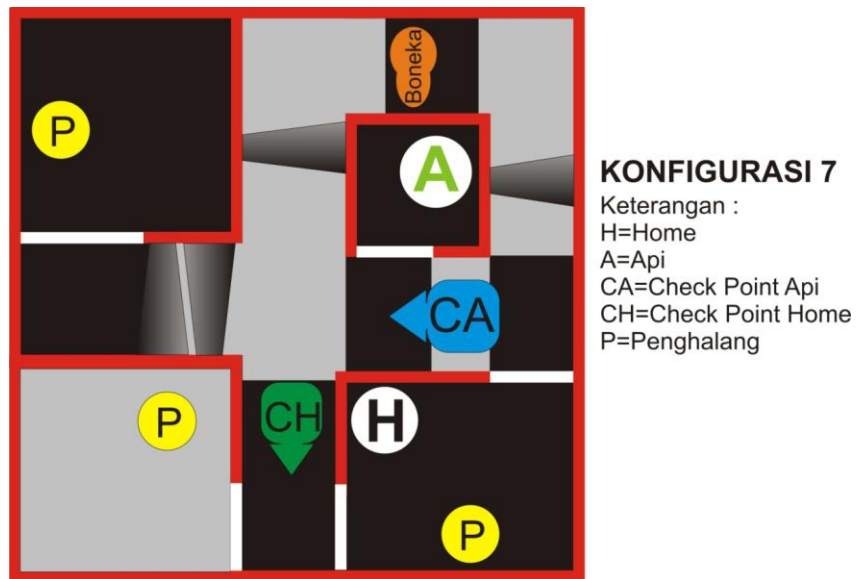 Boneka
P
A
KONFIGURASI 7
Keterangan :
H=Home
A=Api
CA=Check Point Api
CH=Check Point Home
P=Penghalang
CA
P
CH
H
P